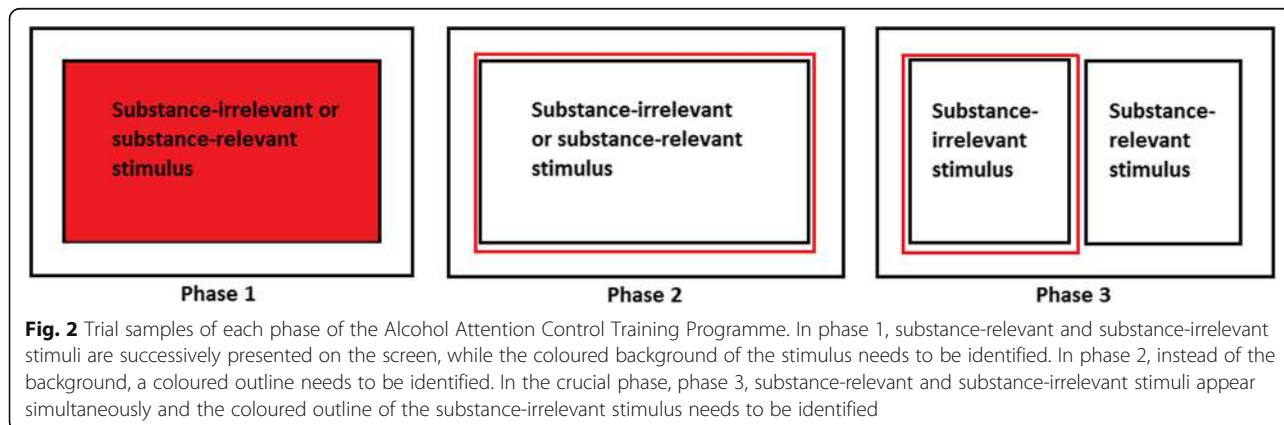 Substance-irrelevant or
substance-relevant
stimulus
Phase 1
Substance-irrelevant
or substance-relevant
stimulus
Phase 2
Substance-
irrelevant
stimulus
Substance-
relevant
stimulus
Phase 3
Fig. 2 Trial samples of each phase of the Alcohol Attention Control Training Programme. In phase 1, substance-relevant and substance-irrelevant
stimuli are successively presented on the screen, while the coloured background of the stimulus needs to be identified. In phase 2, instead of the
background, a coloured outline needs to be identified. In the crucial phase, phase 3, substance-relevant and substance-irrelevant stimuli appear
simultaneously and the coloured outline of the substance-irrelevant stimulus needs to be identified